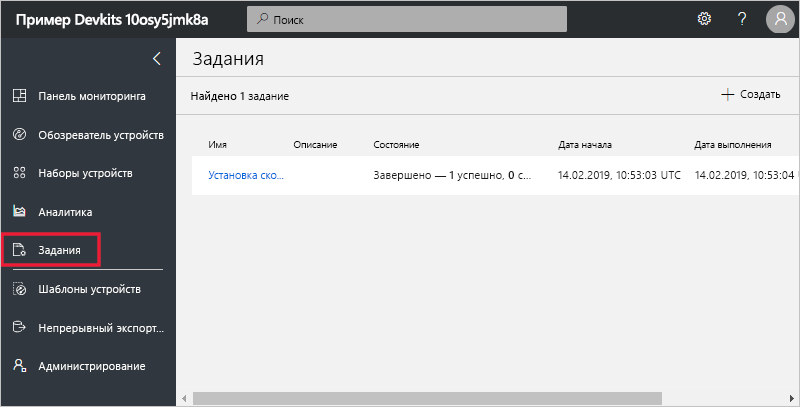 Пример Devkits 10osy5jmk8a
Поиск
?
Панель мониторинга
Обозреватель устройств
Наборы устройств
Аналитика
Задания
Шаблоны устройств
Непрерывный экспорт...
Администрирование
Задания
Найдено 1 задание
Создать
Имя Описание Состояние Дата начала Дата выполнения
Установка ско... Завершено — 1 успешно, 0 с... 14.02.2019, 10:53:03 UTC 14.02.2019, 10:53:04